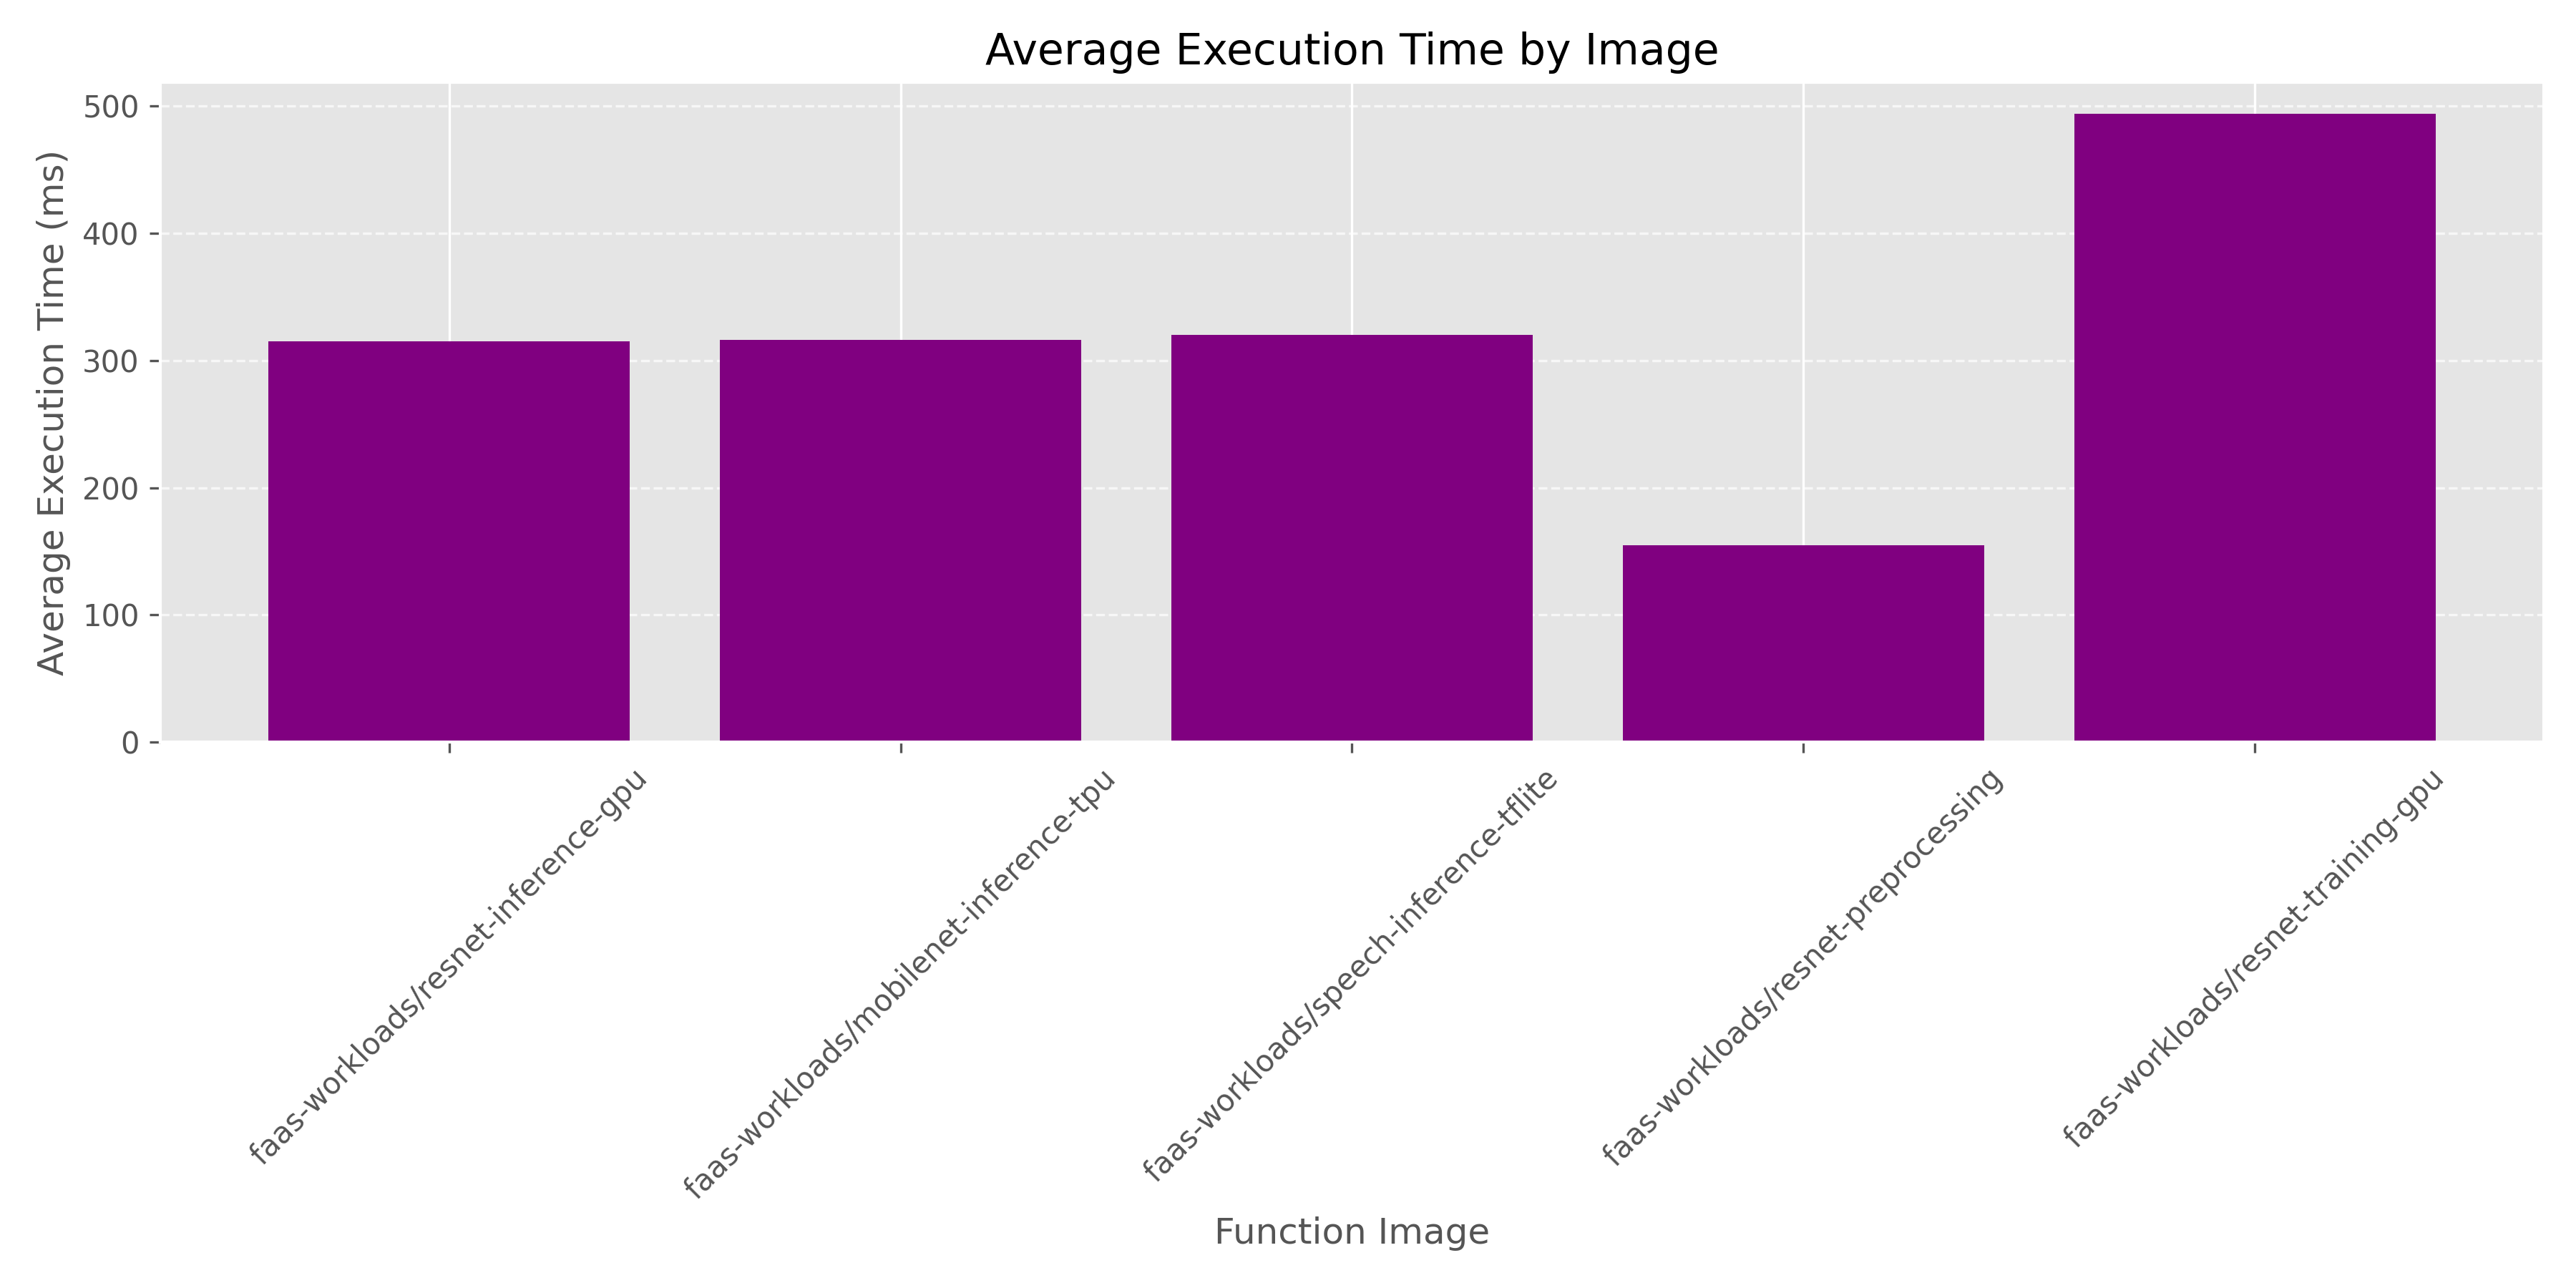 Average Execution Time by Image
Average Execution Time (ms)
500
400
300
200
100
0
faas-workloads/resnet-inference-gpu
faas-workloads/mobilenet-inference-tpu
faas-workloads/speech-inference-tflite
faas-workloads/resnet-preprocessing
faas-workloads/resnet-training-gpu
Function Image